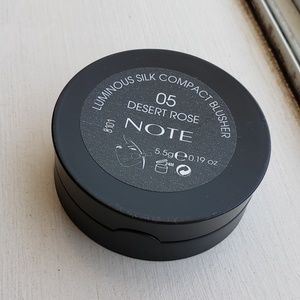 LUMINOUS SILK COMPACT BLUSHER
05
DESERT ROSE
NOTE
5.5g℮0.19 oz